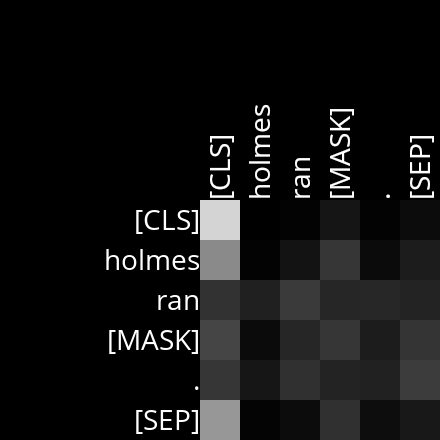 [CLS] holmes ran [MASK] . [SEP]
[CLS]
holmes
ran
[MASK]
.
[SEP]